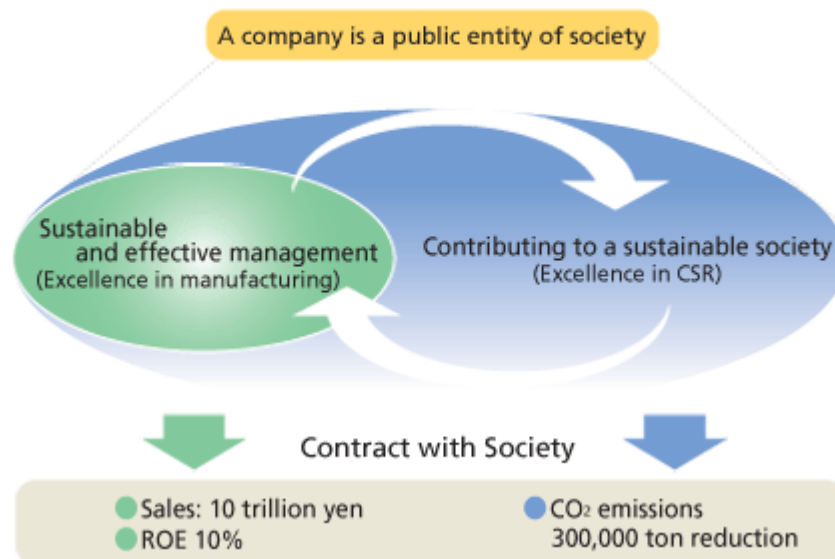 A company is a public entity of society
Sustainable
and effective management
(Excellence in manufacturing)
Contributing to a sustainable society
(Excellence in CSR)
Contract with Society
Sales: 10 trillion yen
ROE 10%
CO₂ emissions
300,000 ton reduction